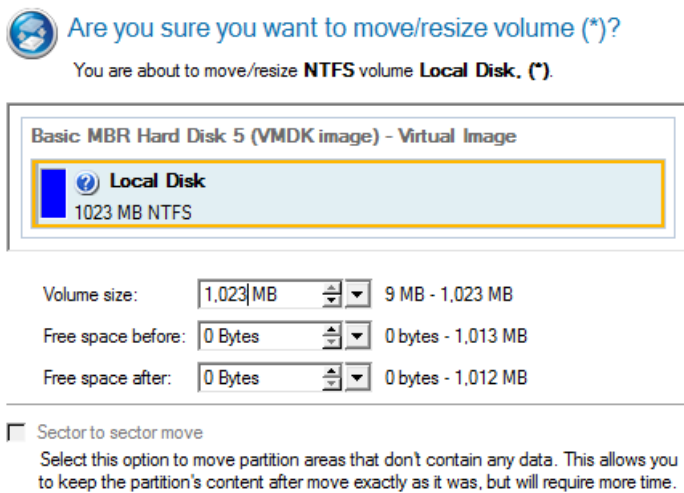 Are you sure you want to move/resize volume (*)?
You are about to move/resize NTFS volume Local Disk, (*).
Basic MBR Hard Disk 5 (VMDK image) - Virtual Image
Local Disk
1023 MB NTFS
Volume size: 1,023 MB 9 MB - 1,023 MB
Free space before: 0 Bytes 0 bytes - 1,013 MB
Free space after: 0 Bytes 0 bytes - 1,012 MB
Sector to sector move
Select this option to move partition areas that don't contain any data. This allows you
to keep the partition's content after move exactly as it was, but will require more time.